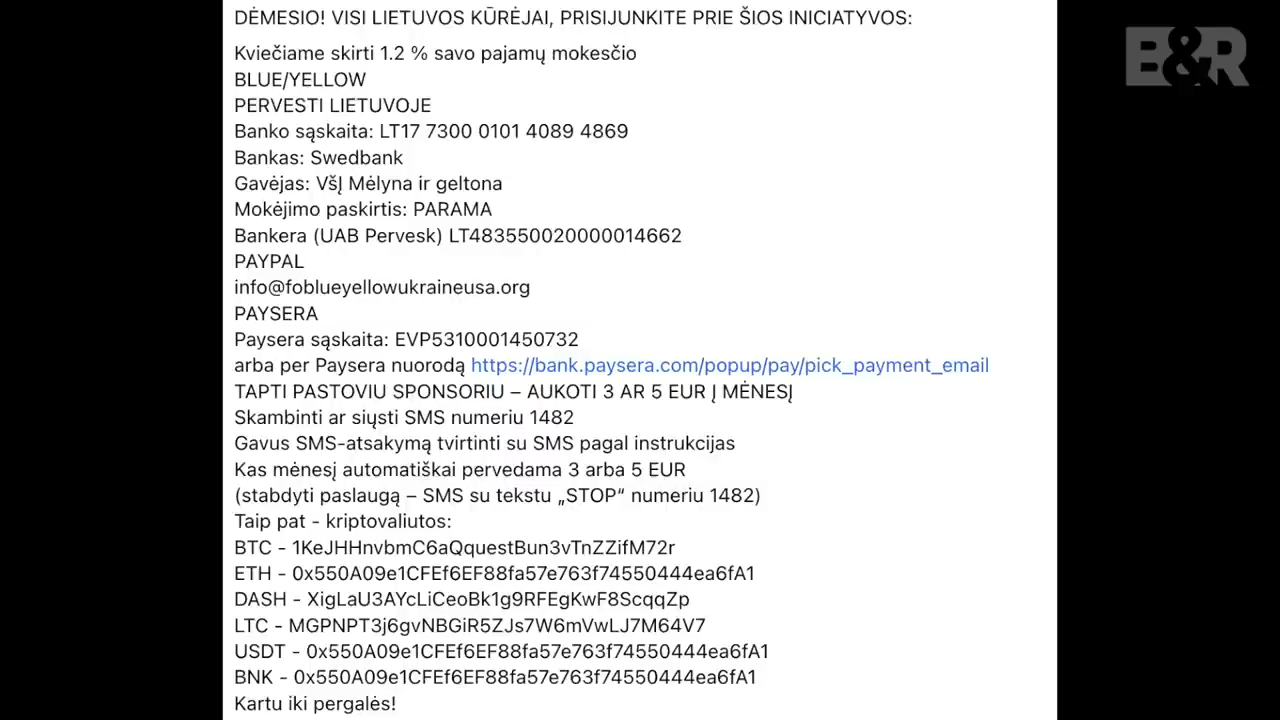 DĖMESIO! VISI LIETUVOS KŪRĖJAI, PRISIJUNKITE PRIE ŠIOS INICIATYVOS:
Kviečiame skirti 1.2 % savo pajamų mokesčio
BLUE/YELLOW
PERVESTI LIETUVOJE
Banko sąskaita: LT17 7300 0101 4089 4869
Bankas: Swedbank
Gavėjas: VšĮ Mėlyna ir geltona
Mokėjimo paskirtis: PARAMA
Bankera (UAB Pervesk) LT483550020000014662
PAYPAL
info@foblueyellowukraineusa.org
PAYSERA
Paysera sąskaita: EVP5310001450732
arba per Paysera nuorodą https://bank.paysera.com/popup/pay/pick_payment_email
TAPTI PASTOVIU SPONSORIU – AUKOTI 3 AR 5 EUR Į MĖNESĮ
Skambinti ar siųsti SMS numeriu 1482
Gavus SMS-atsakymą tvirtinti su SMS pagal instrukcijas
Kas mėnesį automatiškai pervedama 3 arba 5 EUR
(stabdyti paslaugą – SMS su tekstu „STOP“ numeriu 1482)
Taip pat - kriptovaliutos:
BTC - 1KeJHHnvbmC6aQquestBun3vTnZZifM72r
ETH - 0x550A09e1CFEf6EF88fa57e763f74550444ea6fA1
DASH - XigLaU3AYcLiCeoBk1g9RFEgKwF8ScqqZp
LTC - MGPNPT3j6gvNBGiR5ZJs7W6mVwLJ7M64V7
USDT - 0x550A09e1CFEf6EF88fa57e763f74550444ea6fA1
BNK - 0x550A09e1CFEf6EF88fa57e763f74550444ea6fA1
Kartu iki pergalės!
B&R